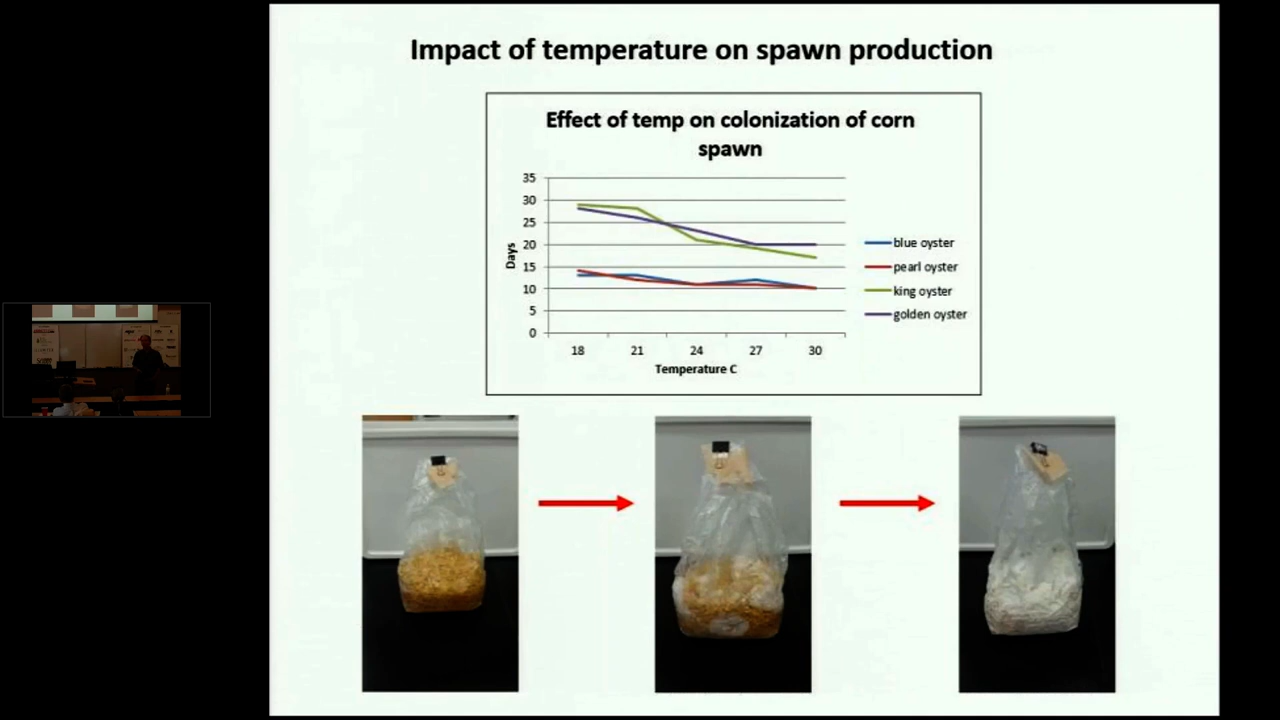 Impact of temperature on spawn production
Effect of temp on colonization of corn
spawn
35
30
25
20
15
10
5
0
Days
18 21 24 27 30
Temperature C
blue oyster
pearl oyster
king oyster
golden oyster